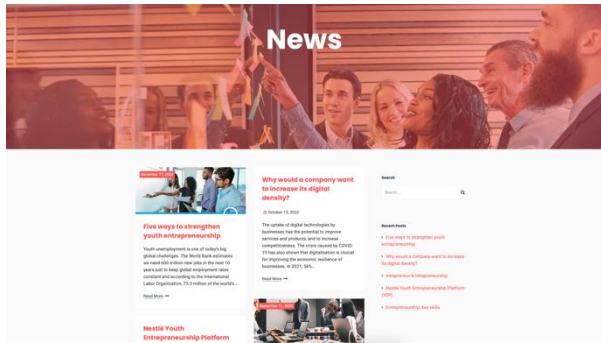 News
November 17, 2022
Five ways to strengthen
youth entrepreneurship
Youth unemployment is one of today's big
global challenges. The World Bank estimates
we need 600 million new jobs in the next 10
years just to keep global employment rates
constant and according to the International
Labor Organisation, 73.3 million of the world's...
Read More
Nestlé Youth
Entrepreneurship Platform
Why would a company want
to increase its digital
density?
October 13, 2022
The uptake of digital technologies by
businesses has the potential to improve
services and products, and to increase
competitiveness. The crisis caused by COVID-
19 has also shown that digitalisation is crucial
for improving the economic resilience of
businesses. In 2021, 56%...
Read More
September 11, 2022
Search
Search ...
Recent Posts
Five ways to strengthen youth
entrepreneurship
Why would a company want to increase
its digital density?
Intrapreneur & Intrapreneurship
Nestlé Youth Entrepreneurship Platform
(YEP)
Entrepreneurship: key skills